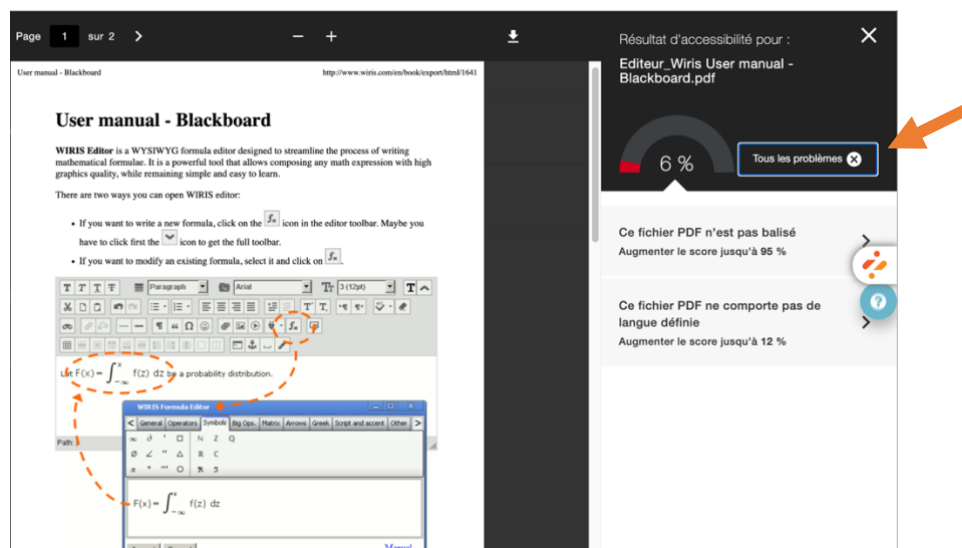 Page 1 sur 2
Résultat d'accessibilité pour :
Editeur_Wiris User manual -
Blackboard.pdf
6 %
Tous les problèmes
Ce fichier PDF n'est pas balisé
Augmenter le score jusqu'à 95 %
Ce fichier PDF ne comporte pas de
langue définie
Augmenter le score jusqu'à 12 %
User manual - Blackboard
http://www.wiris.com/en/book/export/html/1641
User manual - Blackboard
WIRIS Editor is a WYSIWYG formula editor designed to streamline the process of writing
mathematical formulae. It is a powerful tool that allows composing any math expression with high
graphics quality, while remaining simple and easy to learn.
There are two ways you can open WIRIS editor:
• If you want to write a new formula, click on the icon in the editor toolbar. Maybe you
have to click first the icon to get the full toolbar.
• If you want to modify an existing formula, select it and click on .
Paragraph Arial 3 (12pt)
Let F(x) = ∫_{-∞}^{x} f(z) dz be a probability distribution.
WIRIS Formula Editor
General Operators Symbols Big Ops. Matrix Arrows Greek Script and accent Other
Path:
N Z Q
R C
F(x) = ∫_{-∞}^{x} f(z) dz
Manual